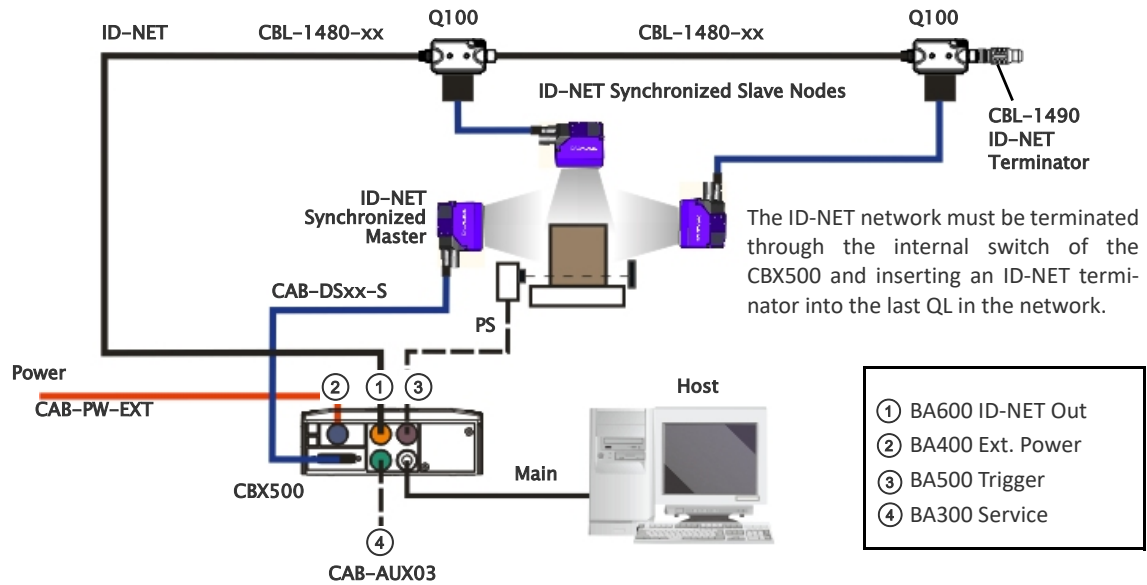 Q100
Q100
ID-NET
CBL-1480-xx
CBL-1480-xx
ID-NET Synchronized Slave Nodes
CBL-1490
ID-NET
Terminator
ID-NET
Synchronized
Master
The ID-NET network must be terminated
through the internal switch of the
CBX500 and inserting an ID-NET termi-
nator into the last QL in the network.
CAB-DSxx-S
PS
Power
CAB-PW-EXT
2
1
3
Host
Main
CBX500
4
CAB-AUX03
1 BA600 ID-NET Out
2 BA400 Ext. Power
3 BA500 Trigger
4 BA300 Service